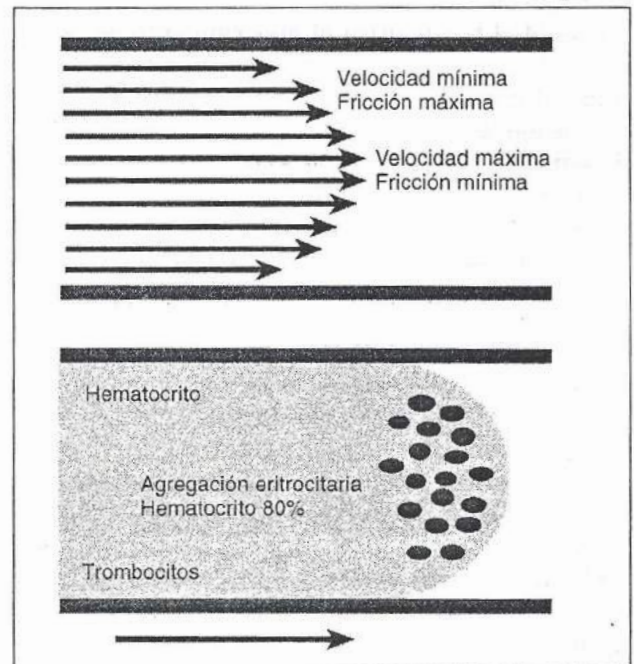 Velocidad mínima
Fricción máxima
Velocidad máxima
Fricción mínima
Hematocrito
Agregación eritrocitaria
Hematocrito 80%
Trombocitos